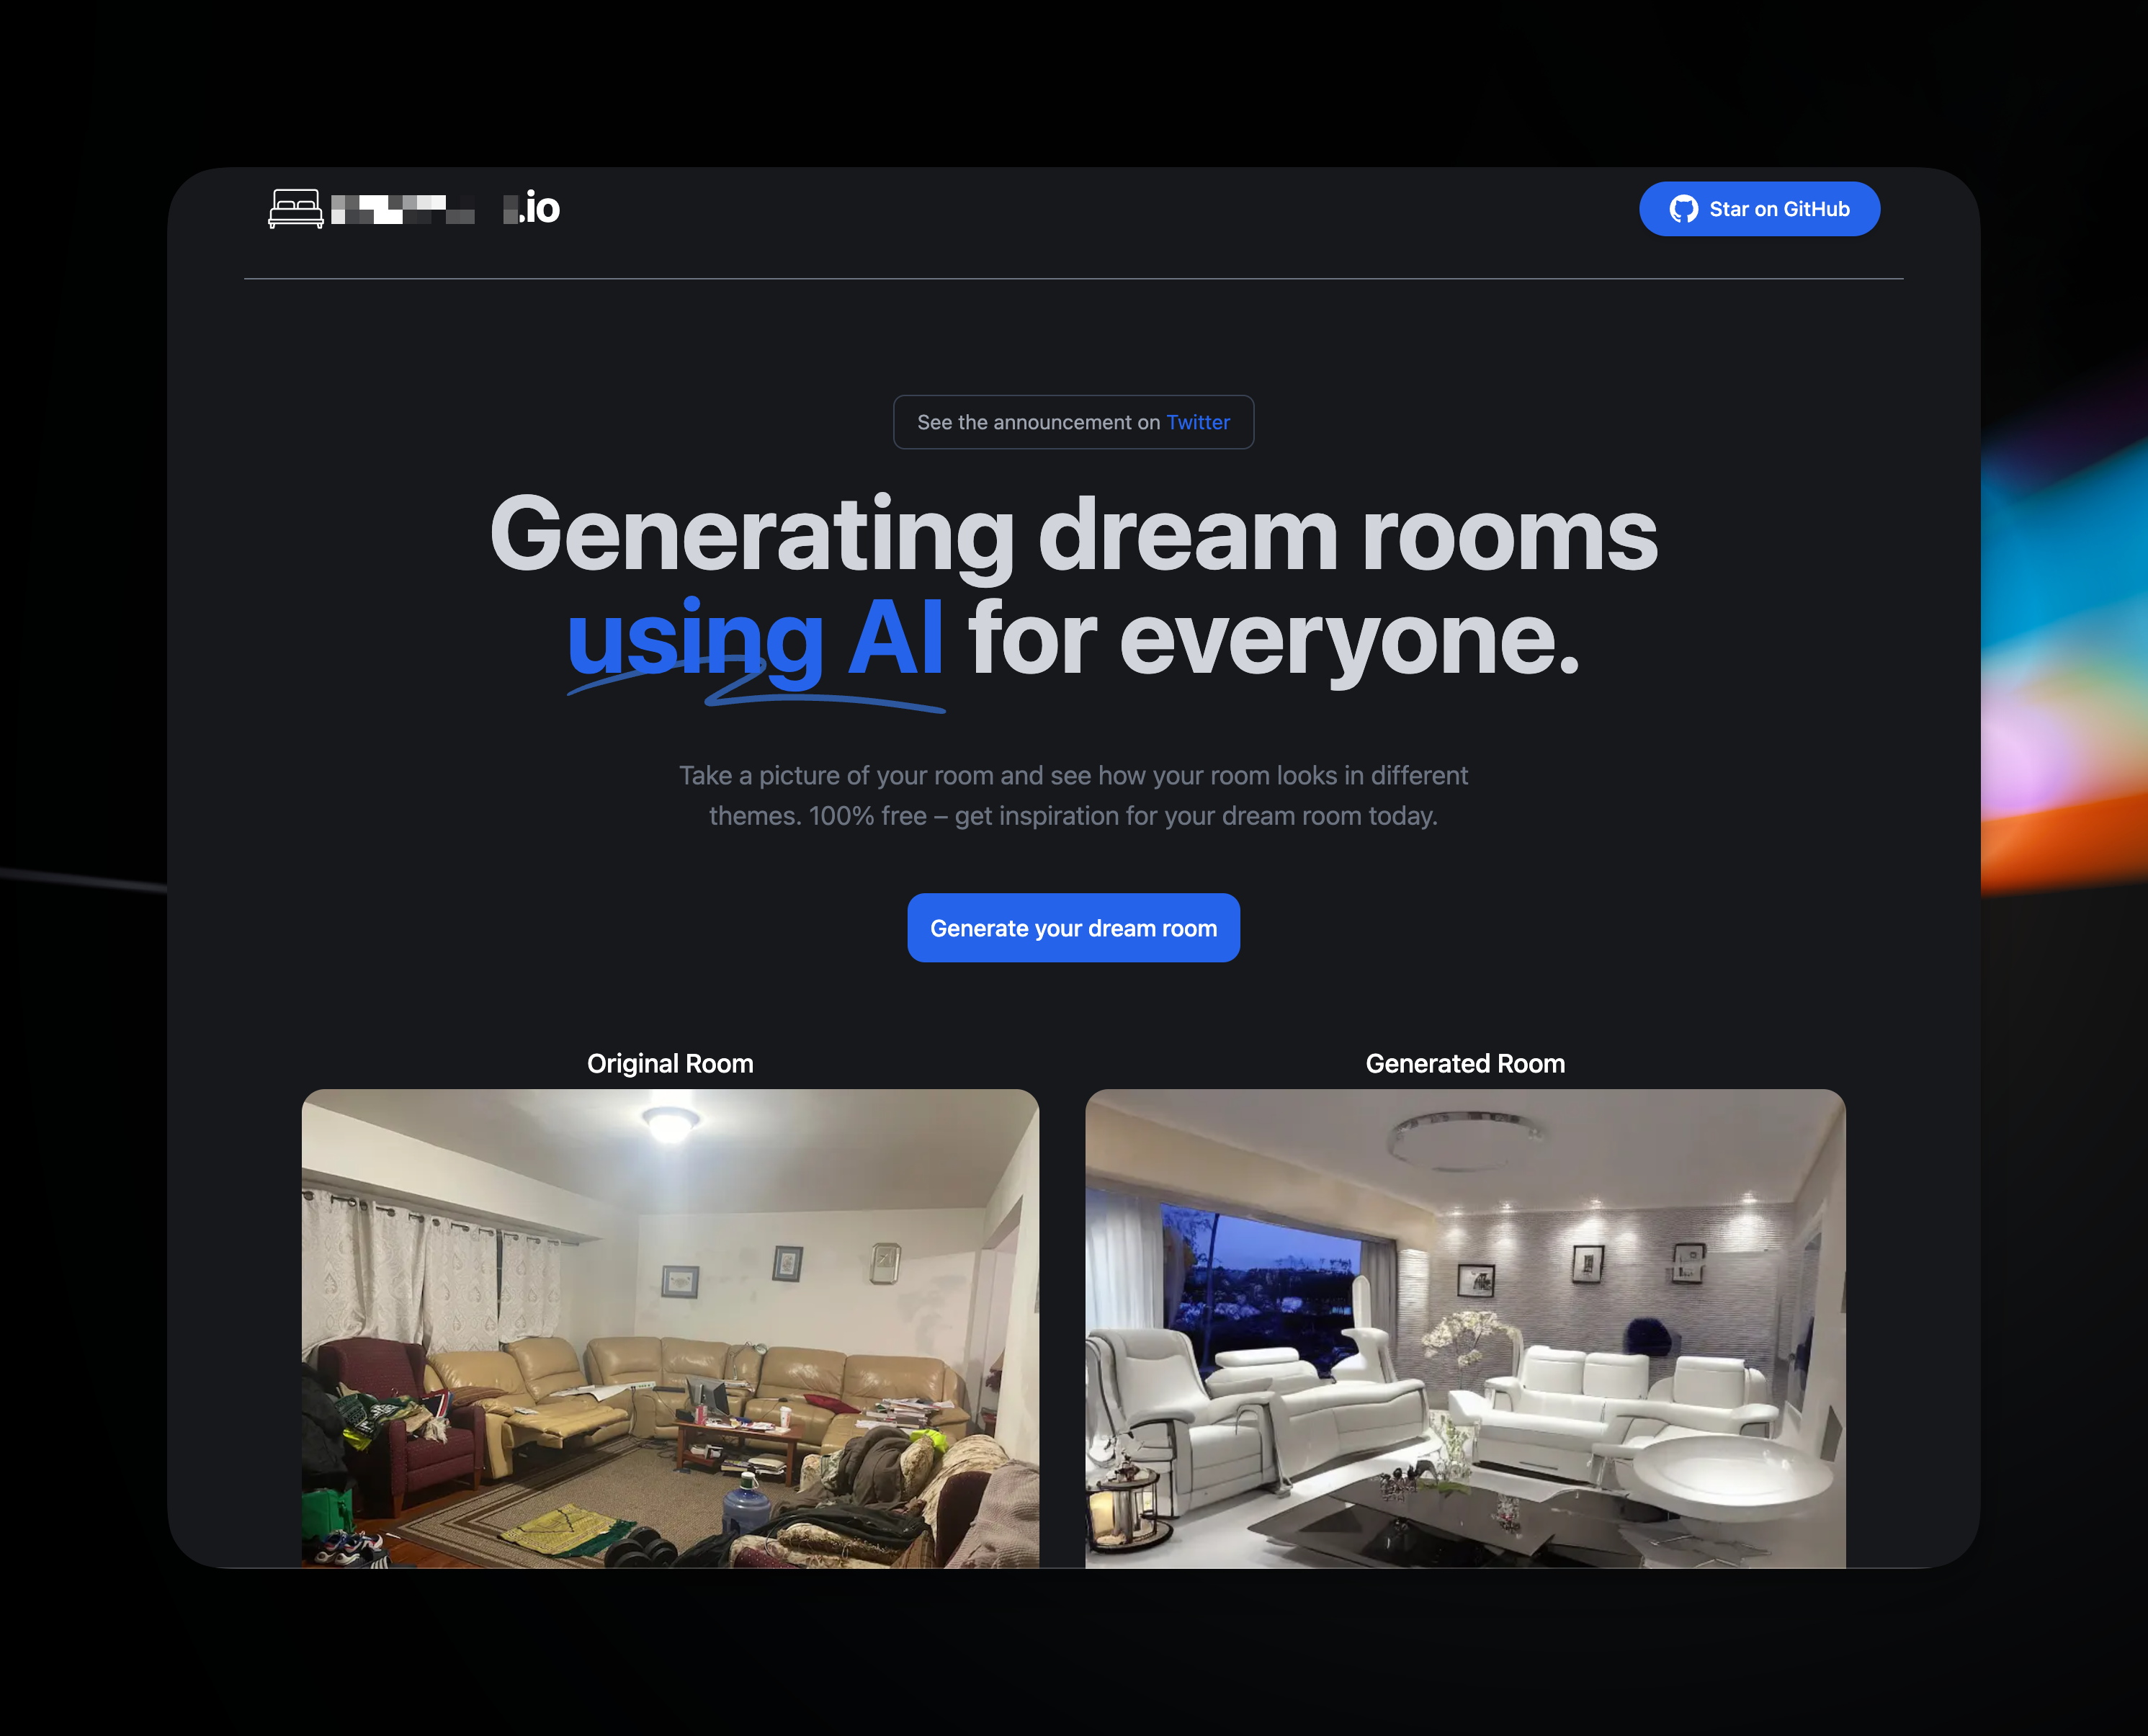 .io
Star on GitHub
See the announcement on Twitter
Generating dream rooms
using AI for everyone.
Take a picture of your room and see how your room looks in different
themes. 100% free – get inspiration for your dream room today.
Generate your dream room
Original Room
Generated Room